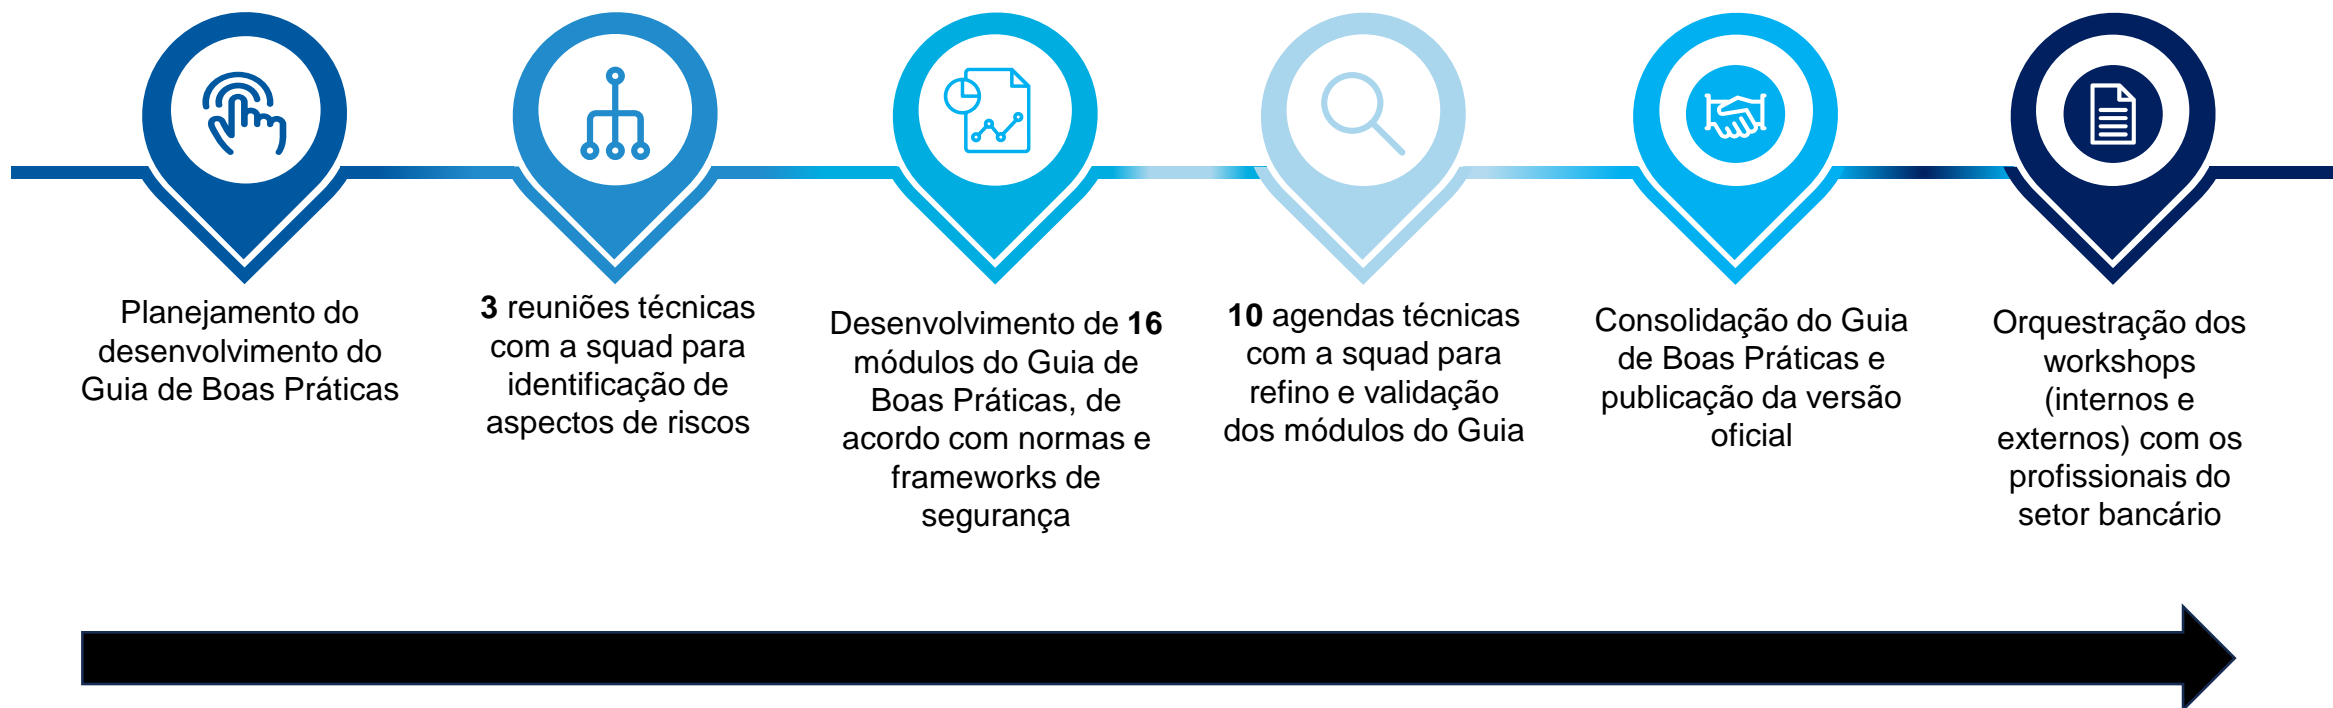 Planejamento do
desenvolvimento do
Guia de Boas Práticas
3 reuniões técnicas
com a squad para
identificação de
aspectos de riscos
Desenvolvimento de 16
módulos do Guia de
Boas Práticas, de
acordo com normas e
frameworks de
segurança
10 agendas técnicas
com a squad para
refino e validação
dos módulos do Guia
Consolidação do Guia
de Boas Práticas e
publicação da versão
oficial
Orquestração dos
workshops
(internos e
externos) com os
profissionais do
setor bancário